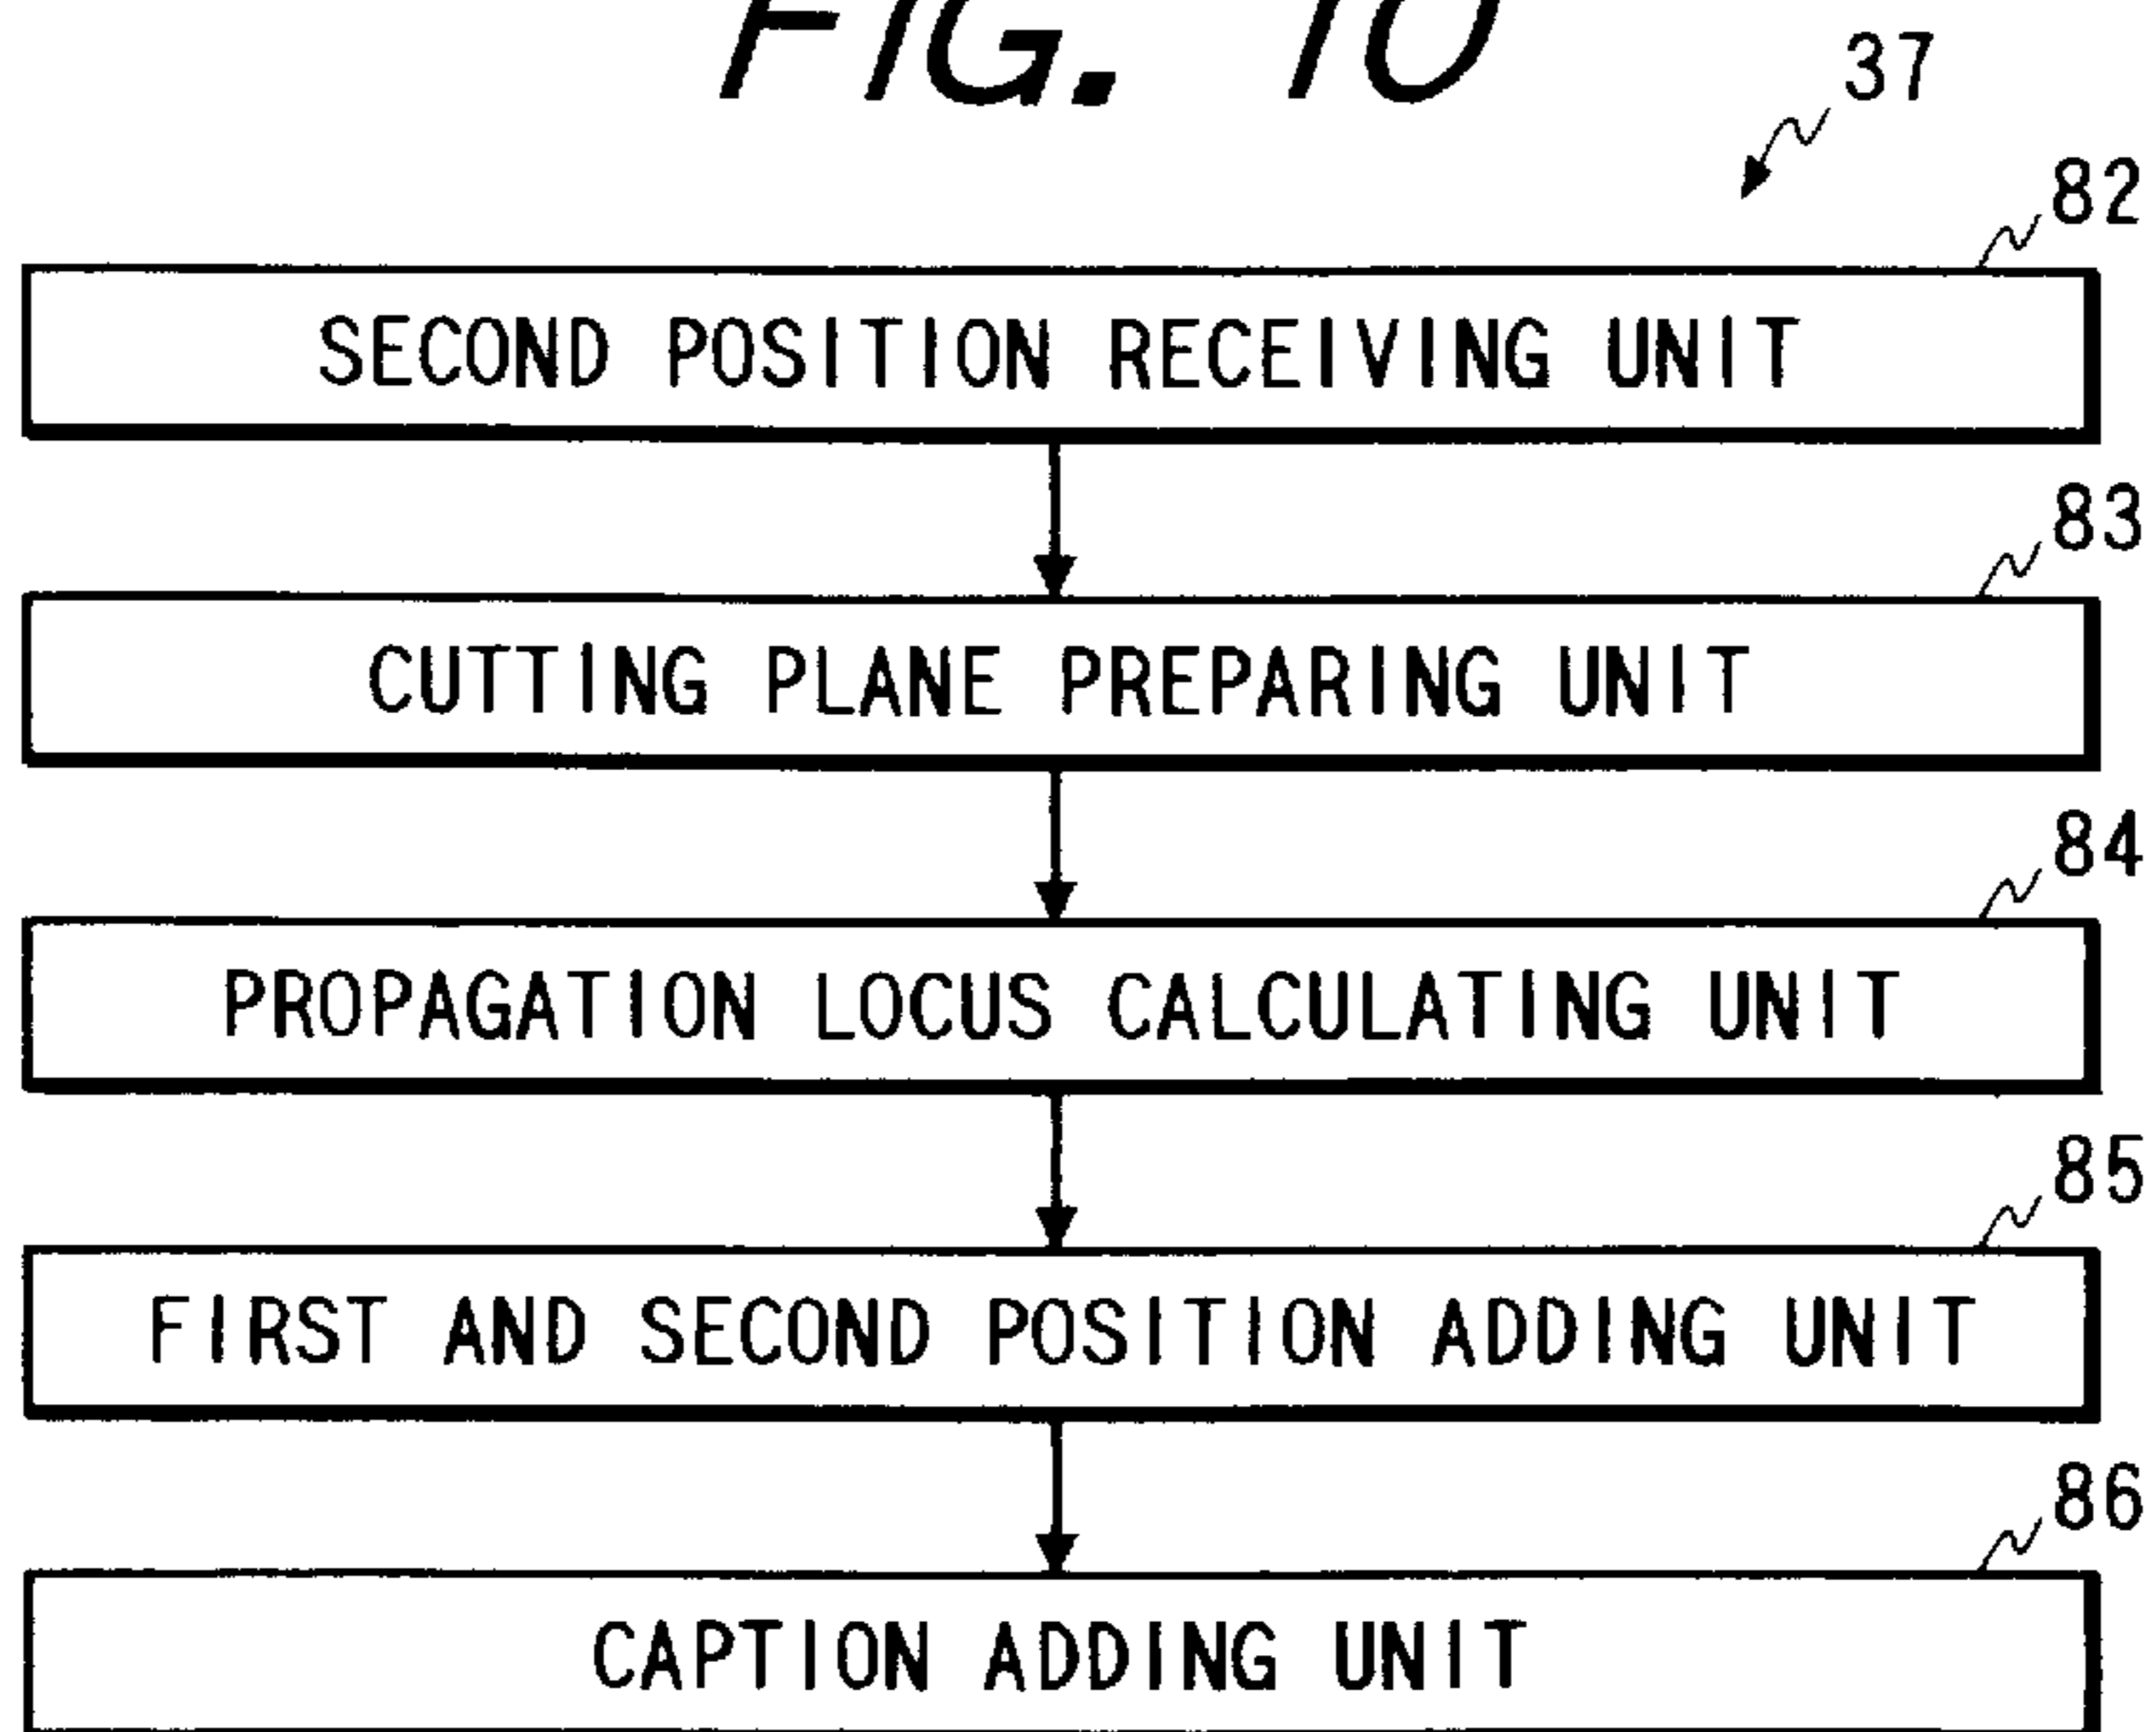 FIG. 10
37
82
SECOND POSITION RECEIVING UNIT
83
CUTTING PLANE PREPARING UNIT
84
PROPAGATION LOCUS CALCULATING UNIT
85
FIRST AND SECOND POSITION ADDING UNIT
86
CAPTION ADDING UNIT